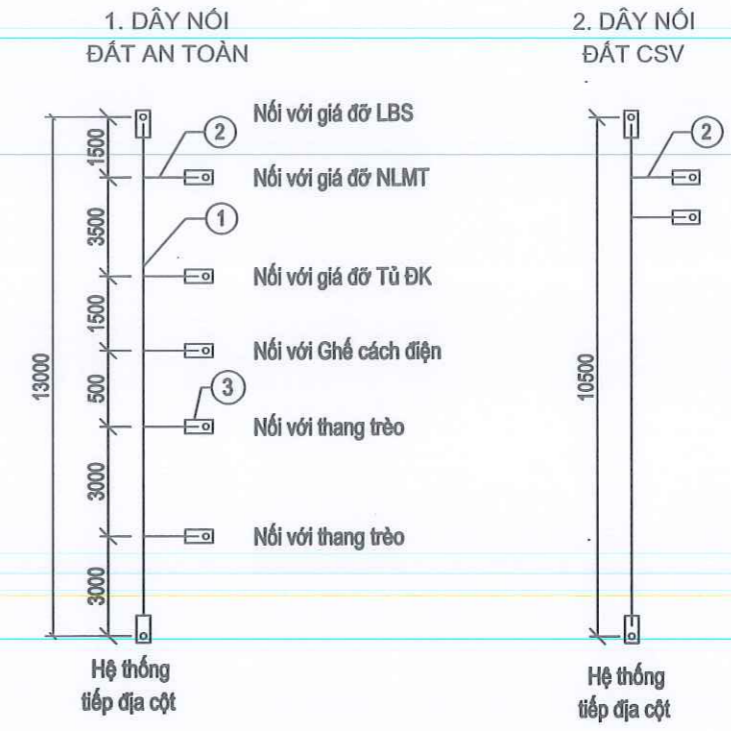 1. DÂY NỐI
ĐẤT AN TOÀN
2. DÂY NỐI
ĐẤT CSV
Nối với giá đỡ LBS
2
Nối với giá đỡ NLMT
1
Nối với giá đỡ Tủ ĐK
Nối với Ghế cách điện
3
Nối với thang trèo
Nối với thang trèo
1500
3500
1500
500
3000
3000
13000
Hệ thống
tiếp địa cột
2
10500
Hệ thống
tiếp địa cột